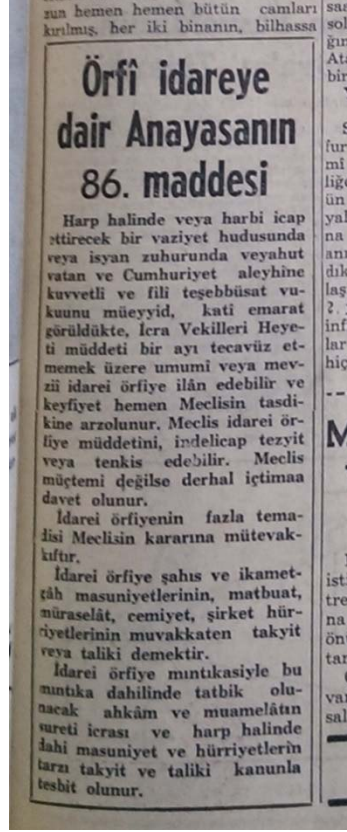 zun hemen hemen bütün camları
kırılmış, her iki binanın, bilhassa
Örfî idareye
dair Anayasanın
86. maddesi
Harp halinde veya harbi icap
ettirecek bir vaziyet hudusunda
veya isyan zuhurunda veyahut
vatan ve Cumhuriyet aleyhine
kuvvetli ve fili teşebbüsat vu-
kuunu müeyyid, kati emarat
görüldükte, İcra Vekilleri Heye-
ti müddeti bir ayı tecavüz et-
memek üzere umumi veya mev-
zii idarei örfiye ilân edebilir ve
keyfiyet hemen Meclisin tasdi-
kine arzolunur. Meclis idarei ör-
fiye müddetini, indelicap tezyit
veya tenkis edebilir. Meclis
müçtemi değilse derhal içtimaa
davet olunur.
İdarei örfiyenin fazla tema-
disi Meclisin kararına mütevak-
kıftır.
İdarei örfiye şahıs ve ikamet-
gâh masuniyetlerinin, matbuat,
müraselât, cemiyet, şirket hür-
riyetlerinin muvakkaten takyit
veya taliki demektir.
İdarei örfiye mıntıkasiyle bu
mıntıka dahilinde tatbik olu-
nacak ahkâm ve muamelâtın
sureti icrası ve harp halinde
dahi masuniyet ve hürriyetlerin
tarzı takyit ve taliki kanunla
tesbit olunur.